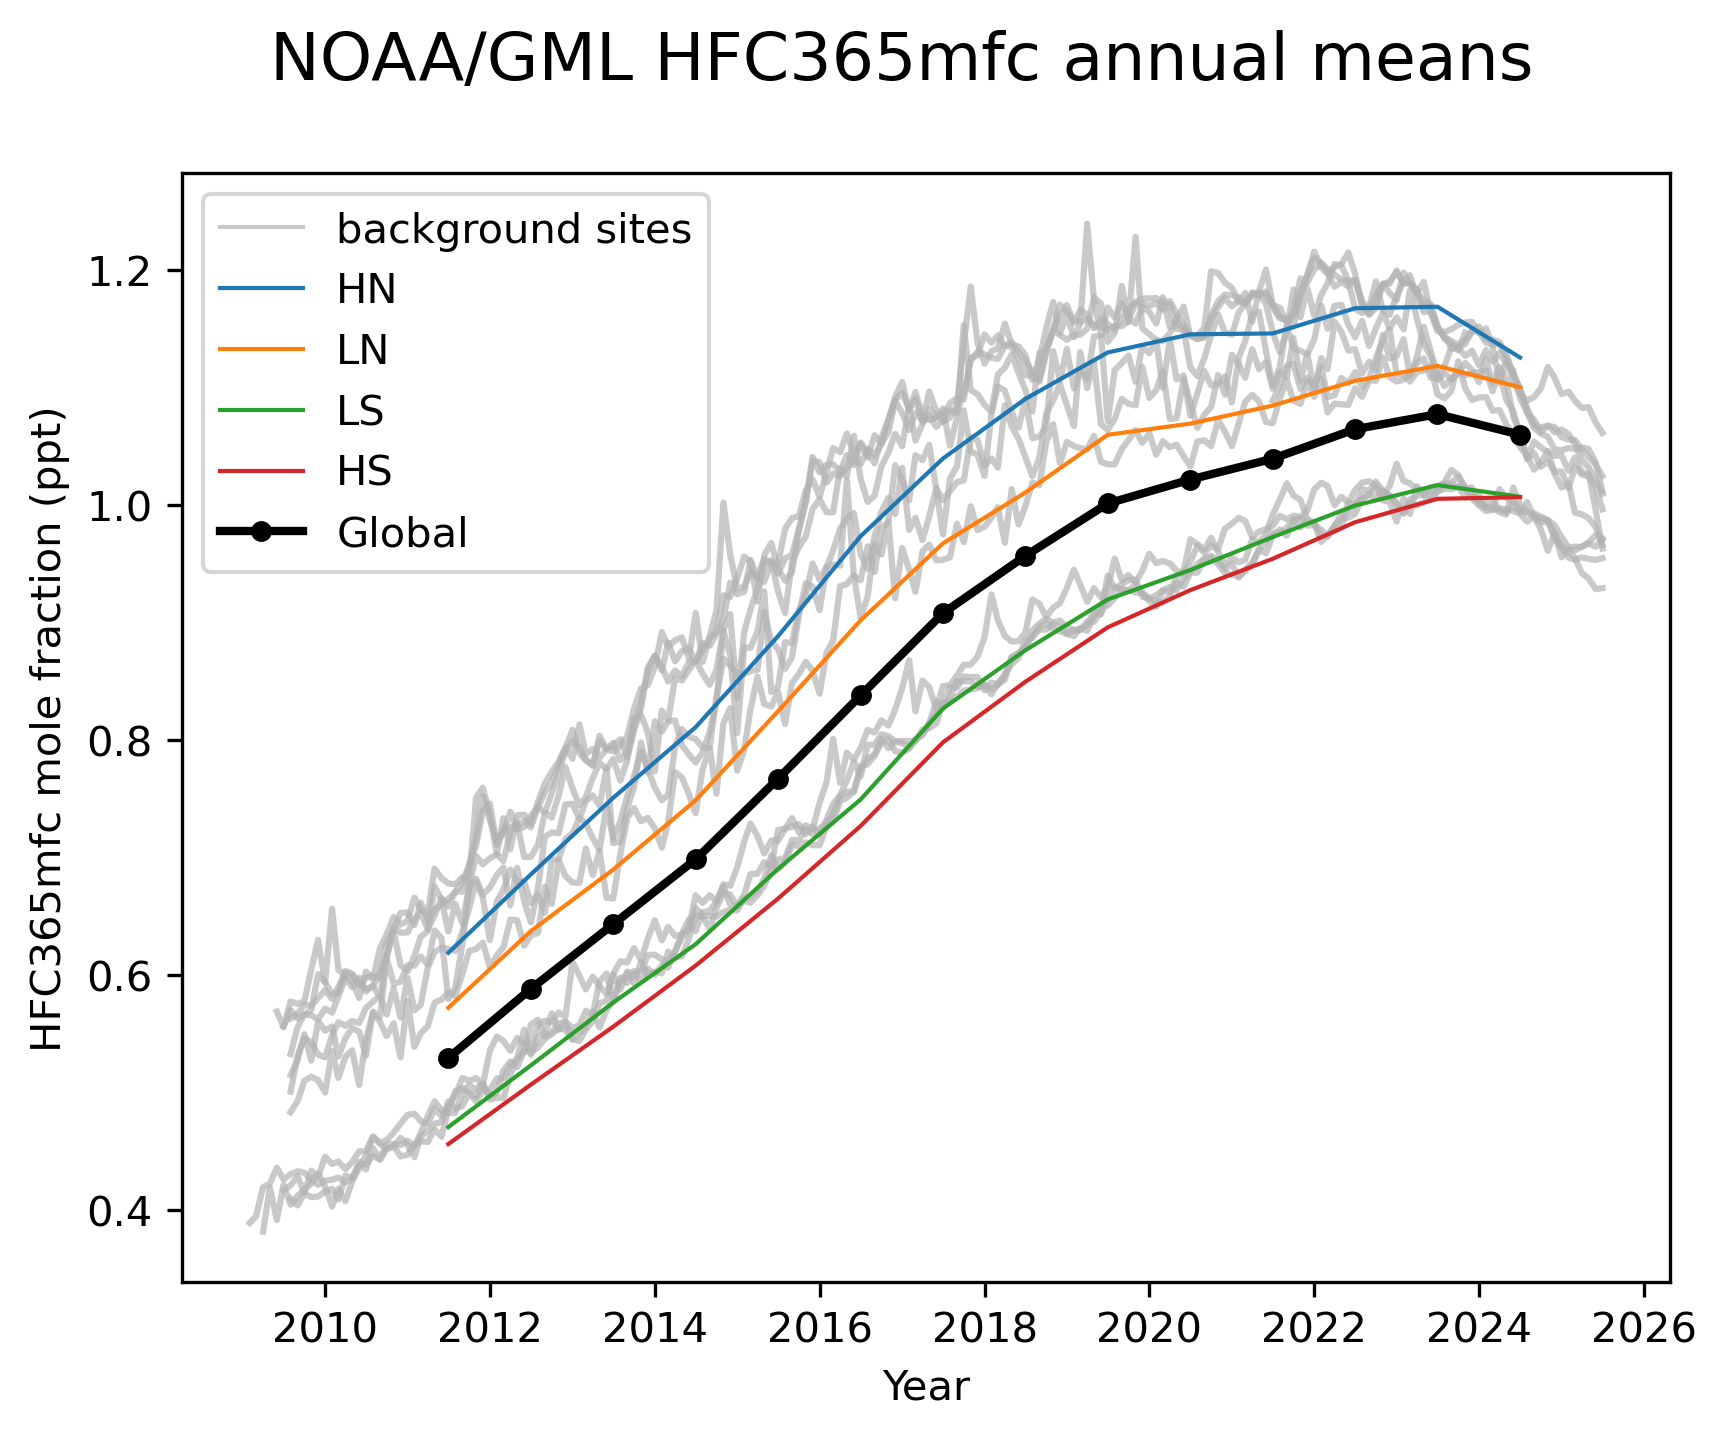 NOAA/GML HFC365mfc annual means
background sites
HN
LN
LS
HS
Global
HFC365mfc mole fraction (ppt)
1.2
1.0
0.8
0.6
0.4
2010 2012 2014 2016 2018 2020 2022 2024 2026
Year